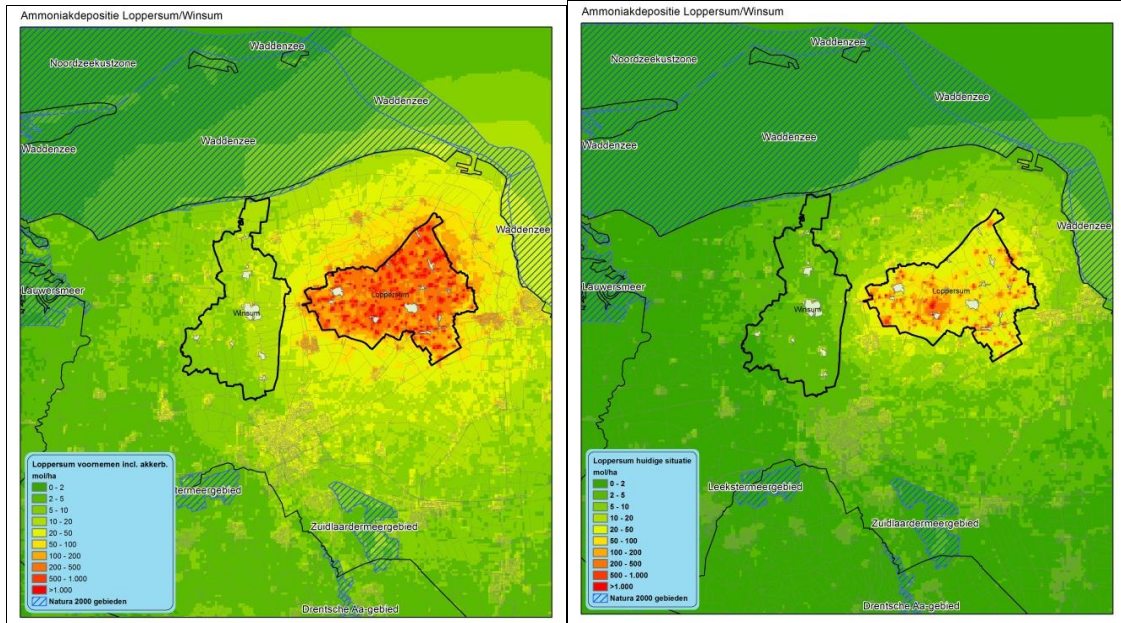 Ammoniakdepositie Loppersum/Winsum
Waddenzee
Noordzeekustzone
Waddenzee
Waddenzee
Waddenzee
Waddenzee
Lauwersmeer
Loppersum
Winsum
Loppersum voornemen incl. akkerb.
mol/ha
0 - 2
2 - 5
5 - 10
10 - 20
20 - 50
50 - 100
100 - 200
200 - 500
500 - 1.000
>1.000
Natura 2000 gebieden
termeergebied
Zuidlaardermeergebied
Drentsche Aa-gebied
Ammoniakdepositie Loppersum/Winsum
Waddenzee
Noordzeekustzone
Waddenzee
Waddenzee
Waddenzee
Waddenzee
Lauwersmeer
Loppersum
Winsum
Loppersum huidige situatie
mol/ha
0 - 2
2 - 5
5 - 10
10 - 20
20 - 50
50 - 100
100 - 200
200 - 500
500 - 1.000
>1.000
Natura 2000 gebieden
Leekstermeergebied
Zuidlaardermeergebied
Drentsche Aa-gebied